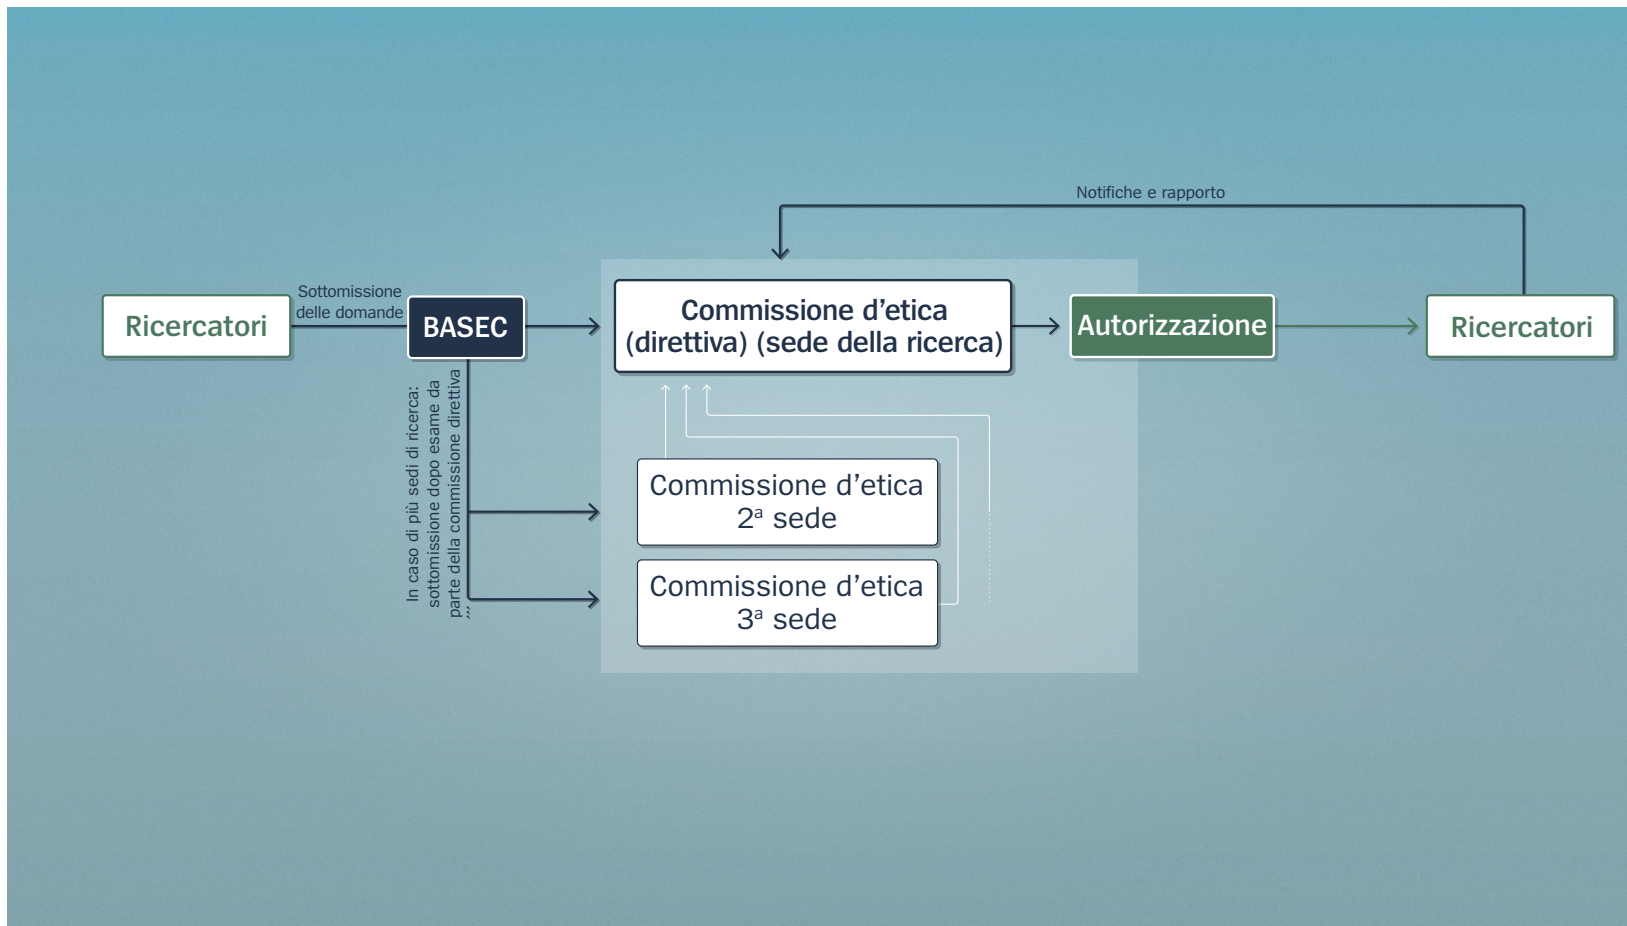 Notifiche e rapporto
Ricercatori
Sottomissione
delle domande
BASEC
Commissione d’etica
(direttiva) (sede della ricerca)
Autorizzazione
Ricercatori
In caso di più sedi di ricerca:
sottomissione dopo esame da
parte della commissione direttiva
,,,
Commissione d’etica
2ª sede
Commissione d’etica
3ª sede